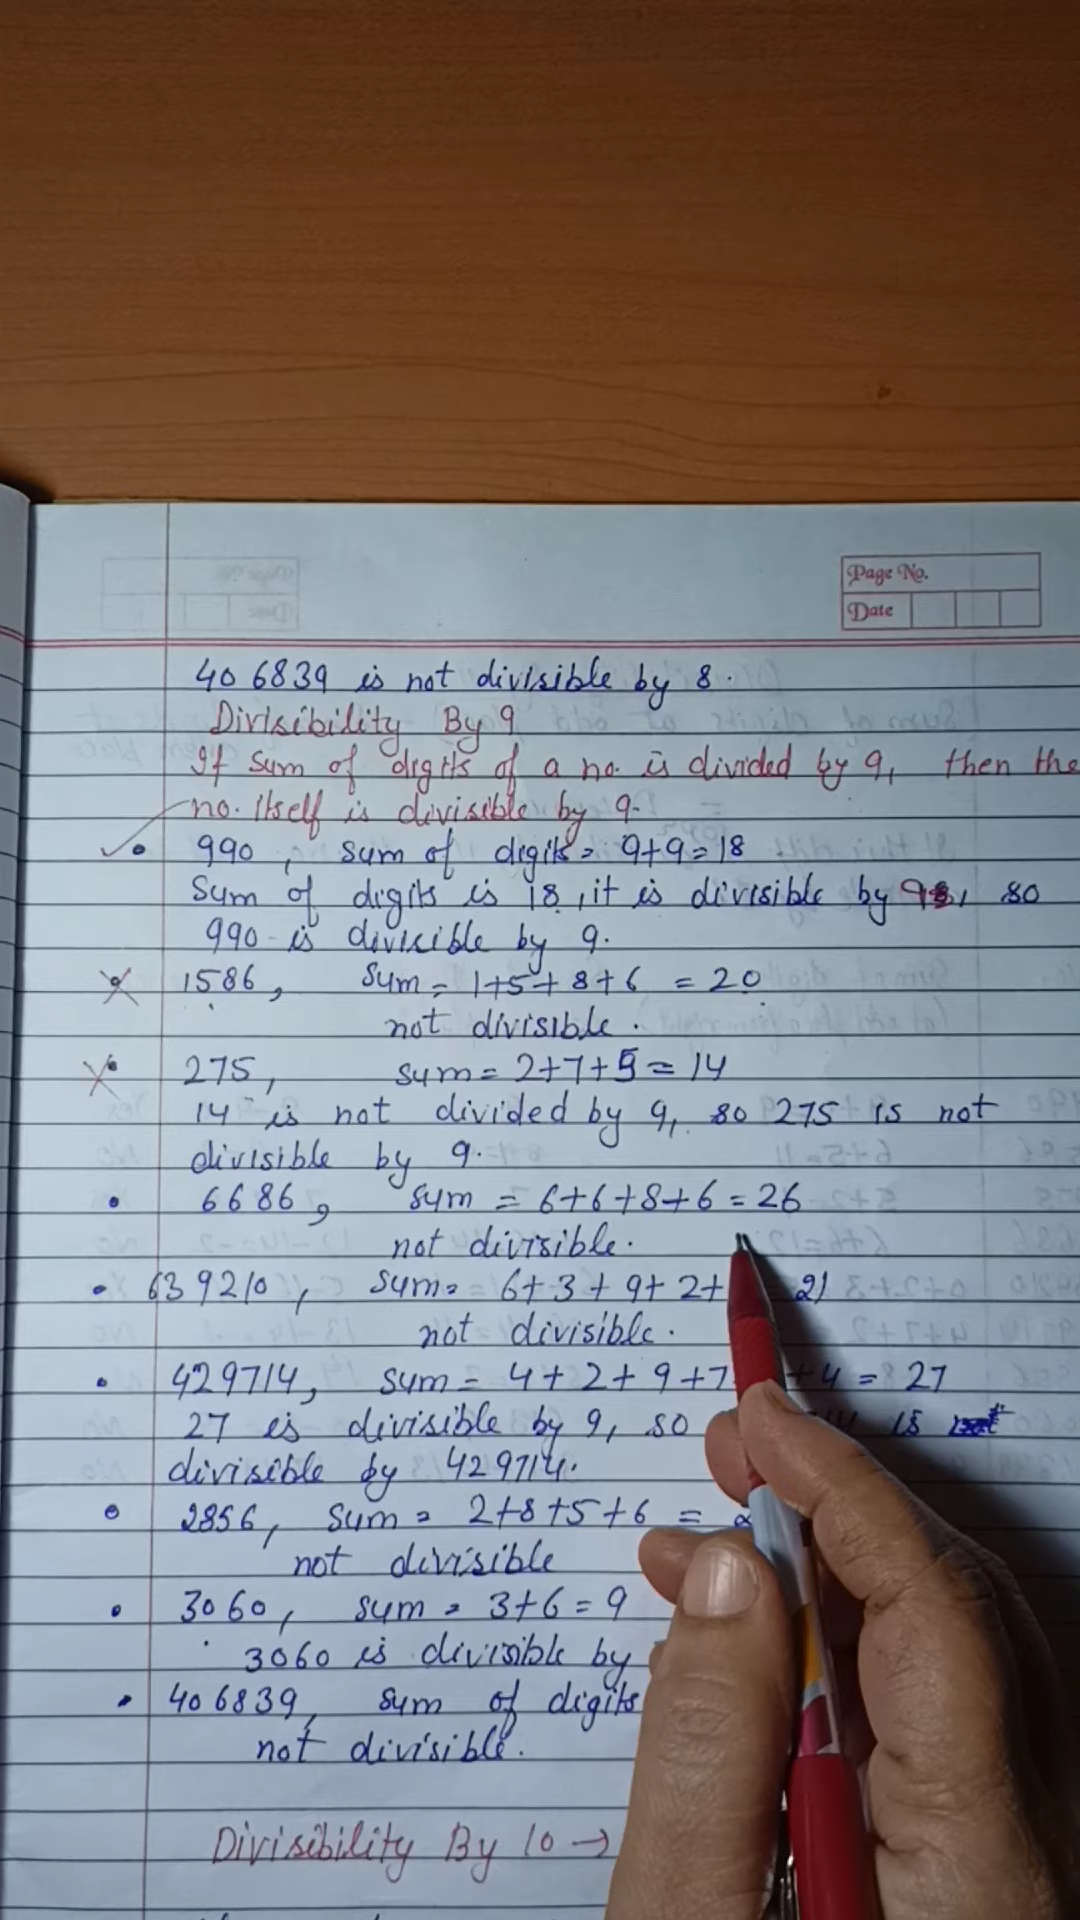 Page No.
Date
406839 is not divisible by 8.
Divisibility By 9
If Sum of digits of a no. is divided by 9, then the
no. itself is divisible by 9.
990, sum of digits = 9+9=18
Sum of digits is 18, it is divisible by 9, so
990 is divisible by 9.
1586, Sum = 1+5+8+6 = 20
not divisible.
275, sum = 2+7+5 = 14
14 is not divided by 9, so 275 is not
divisible by 9.
6686, sum = 6+6+8+6 = 26
not divisible.
639210, sum = 6+3+9+2+ 21
not divisible.
429714, sum = 4+2+9+7 +4 = 27
27 is divisible by 9, so is
divisible by 429714.
2856, sum = 2+8+5+6 =
not divisible
3060, sum = 3+6=9
3060 is divisible by
406839, sum of digits
not divisible.
Divisibility By 10 →